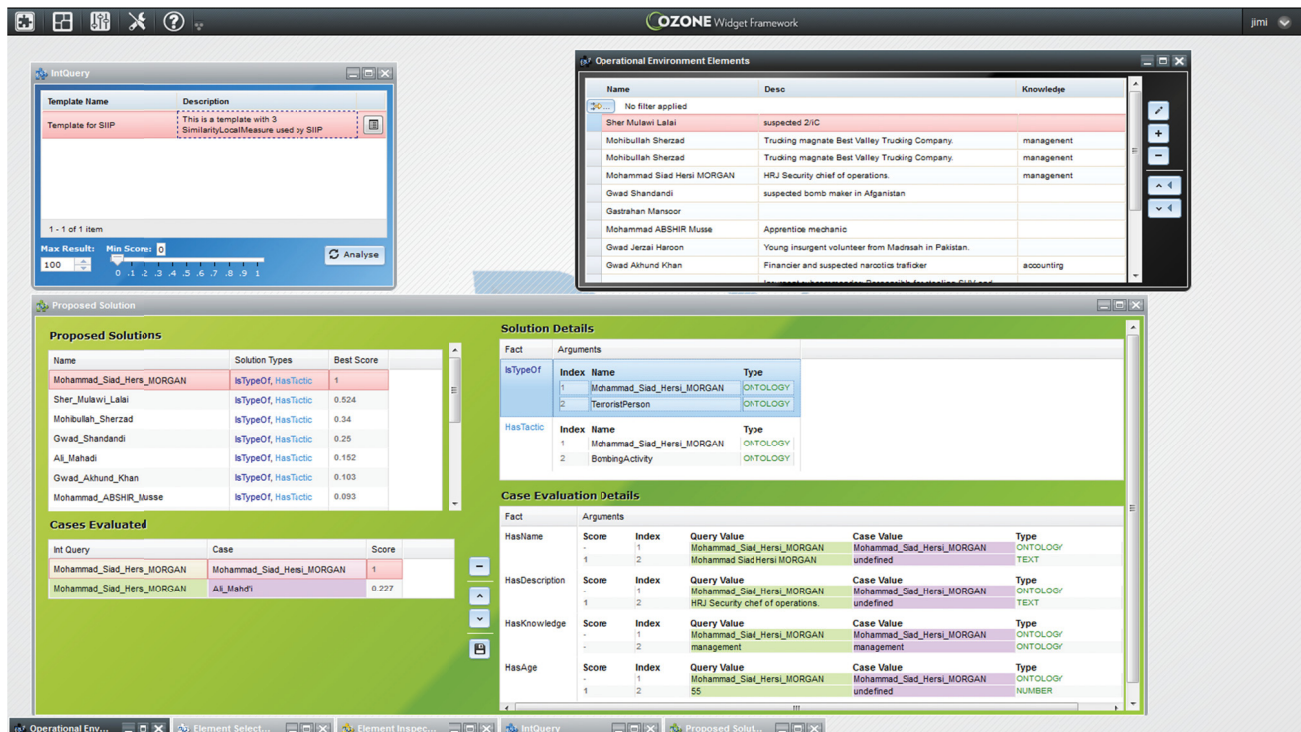 OZONE Widget Framework
jimi
IntQuery
Template Name Description
Template for SIIP
This is a template with 3
SimilarityLocalMeasure used by SIIP
1 - 1 of 1 item
Max Result: Min Score: 0
100
0 .1 .2 .3 .4 .5 .6 .7 .8 .9 1
Analyse
Operational Environment Elements
Name Desc Knowledge
No filter applied
Sher Mulawi Lalai suspected 2/iC
Mohibullah Sherzad Trucking magnate Best Valley Trucking Company. management
Mohibullah Sherzad Trucking magnate Best Valley Trucking Company. management
Mohammad Siad Hersi MORGAN HRJ Security chief of operations. management
Gwad Shandandi suspected bomb maker in Afganistan
Gastrahan Mansoor
Mohammad ABSHIR Musse Apprentice mechanic
Gwad Jerzai Haroon Young insurgent volunteer from Madrasah in Pakistan.
Gwad Akhund Khan Financier and suspected narcotics traficker accounting
Proposed Solution
Proposed Solutions
Name Solution Types Best Score
Mohammad_Siad_Hers_MORGAN IsTypeOf, HasTactic 1
Sher_Mulawi_Lalai IsTypeOf, HasTactic 0.524
Mohibullah_Sherzad IsTypeOf, HasTactic 0.34
Gwad_Shandandi IsTypeOf, HasTactic 0.25
Ali_Mahadi IsTypeOf, HasTactic 0.152
Gwad_Akhund_Khan IsTypeOf, HasTactic 0.103
Mohammad_ABSHIR_Musse IsTypeOf, HasTactic 0.093
Cases Evaluated
Int Query Case Score
Mohammad_Siad_Hers_MORGAN Mohammad_Siad_Hersi_MORGAN 1
Mohammad_Siad_Hers_MORGAN Ali_Mahdi 0.227
Solution Details
Fact Arguments
IsTypeOf Index Name Type
1 Mohammad_Siad_Hersi_MORGAN ONTOLOGY
2 TerroristPerson ONTOLOGY
HasTactic Index Name Type
1 Mohammad_Siad_Hersi_MORGAN ONTOLOGY
2 BombingActivity ONTOLOGY
Case Evaluation Details
Fact Arguments
HasName Score Index Query Value Case Value Type
- 1 Mohammad_Siad_Hersi_MORGAN Mohammad_Siad_Hersi_MORGAN ONTOLOGY
1 2 Mohammad Siad Hersi MORGAN undefined TEXT
HasDescription Score Index Query Value Case Value Type
- 1 Mohammad_Siad_Hersi_MORGAN Mohammad_Siad_Hersi_MORGAN ONTOLOGY
1 2 HRJ Security chef of operations. undefined TEXT
HasKnowledge Score Index Query Value Case Value Type
- 1 Mohammad_Siad_Hersi_MORGAN Mohammad_Siad_Hersi_MORGAN ONTOLOGY
- 2 management management ONTOLOGY
HasAge Score Index Query Value Case Value Type
- 1 Mohammad_Siad_Hersi_MORGAN Mohammad_Siad_Hersi_MORGAN ONTOLOGY
1 2 55 undefined NUMBER
Operational Env... Element Select... Element Inspec... IntQuery Proposed Solut...